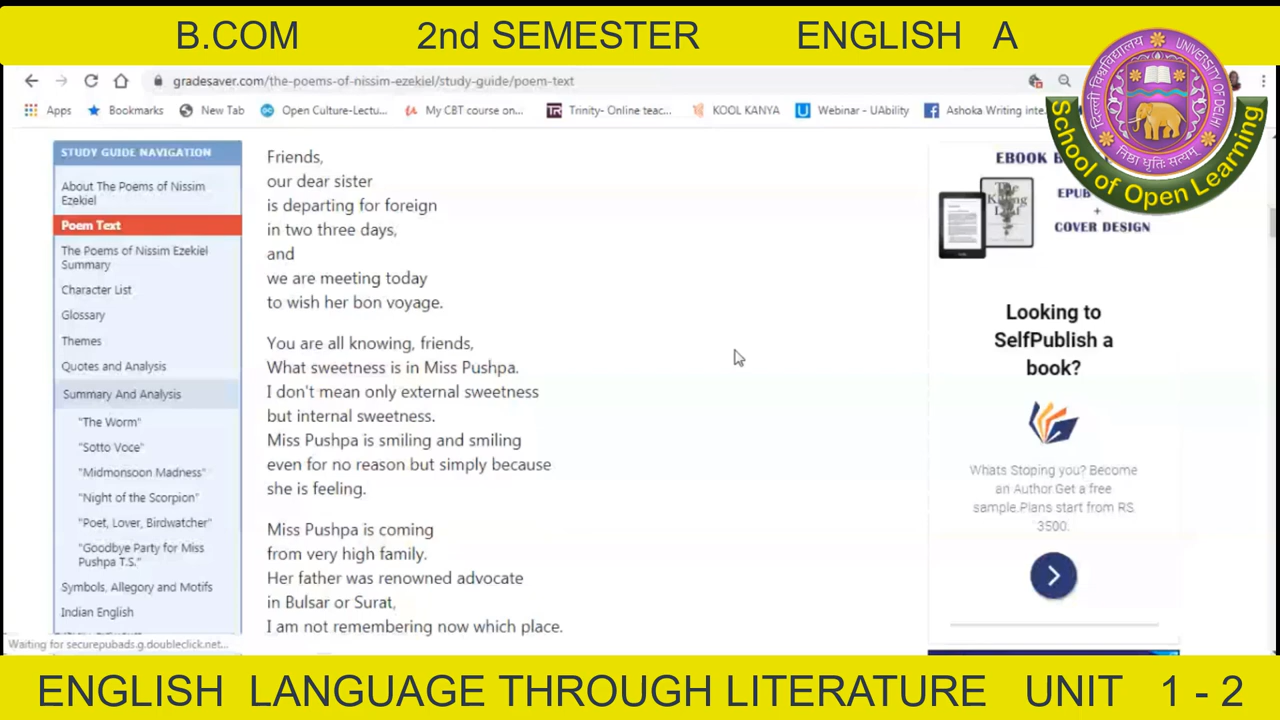 B.COM 2nd SEMESTER ENGLISH A
gradesaver.com/the-poems-of-nissim-ezekiel/study-guide/poem-text
Apps Bookmarks New Tab Open Culture-Lectu... My CBT course on... Trinity- Online teac... KOOL KANYA Webinar - UAbility Ashoka Writing inte
दिल्ली विश्वविद्यालय UNIVERSITY OF DELHI
निष्ठा धृतिः सत्यम्
School of Open Learning
STUDY GUIDE NAVIGATION
About The Poems of Nissim
Ezekiel
Poem Text
The Poems of Nissim Ezekiel
Summary
Character List
Glossary
Themes
Quotes and Analysis
Summary And Analysis
"The Worm"
"Sotto Voce"
"Midmonsoon Madness"
"Night of the Scorpion"
"Poet, Lover, Birdwatcher"
"Goodbye Party for Miss
Pushpa T.S."
Symbols, Allegory and Motifs
Indian English
Waiting for securepubads.g.doubleclick.net...
Friends,
our dear sister
is departing for foreign
in two three days,
and
we are meeting today
to wish her bon voyage.
You are all knowing, friends,
What sweetness is in Miss Pushpa.
I don't mean only external sweetness
but internal sweetness.
Miss Pushpa is smiling and smiling
even for no reason but simply because
she is feeling.
Miss Pushpa is coming
from very high family.
Her father was renowned advocate
in Bulsar or Surat,
I am not remembering now which place.
EBOOK
EPUB
+
COVER DESIGN
Looking to
SelfPublish a
book?
Whats Stoping you? Become
an Author.Get a free
sample.Plans start from RS
3500.
ENGLISH LANGUAGE THROUGH LITERATURE UNIT 1 - 2